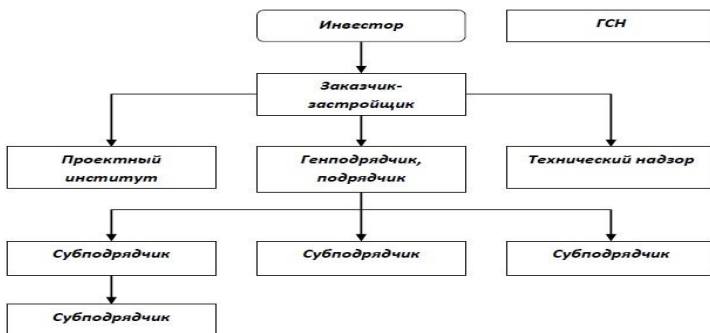 Инвестор
ГСН
Заказчик-
застройщик
Проектный
институт
Генподрядчик,
подрядчик
Технический надзор
Субподрядчик
Субподрядчик
Субподрядчик
Субподрядчик